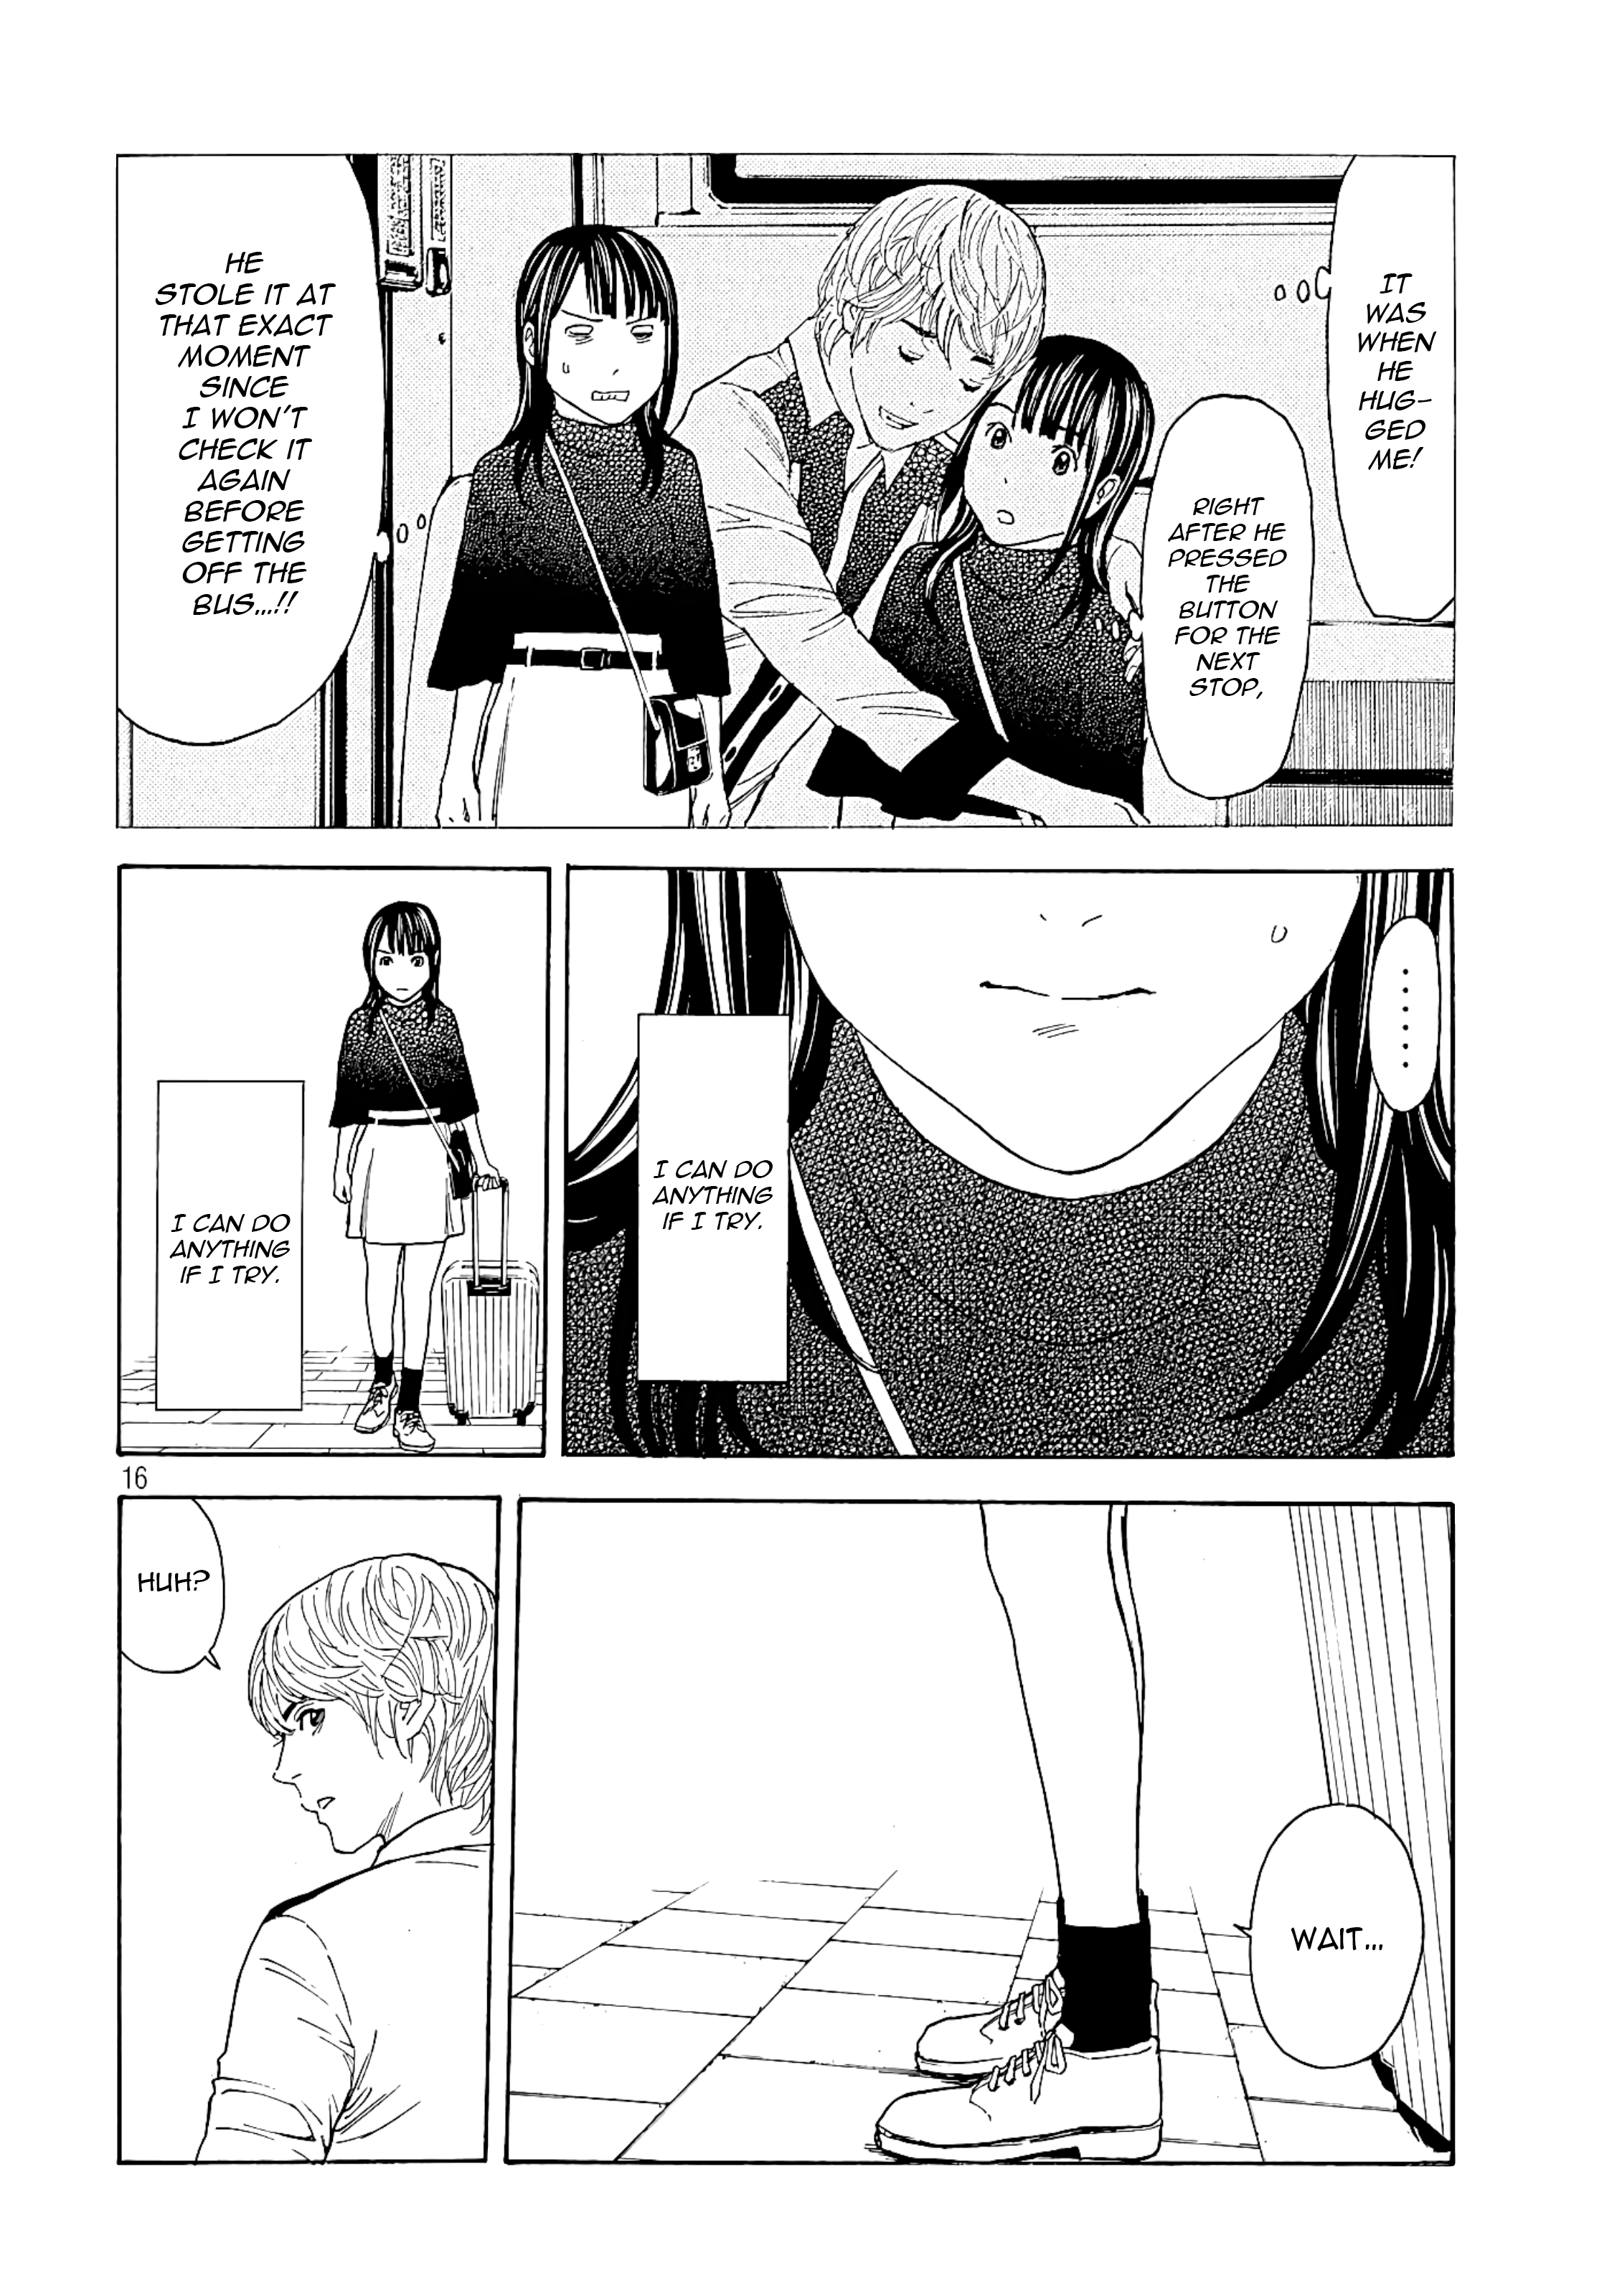 IT
WAS
WHEN
HE
HUG-
GED
ME!
RIGHT
AFTER HE
PRESSED
THE
BUTTON
FOR THE
NEXT
STOP,
HE
STOLE IT AT
THAT EXACT
MOMENT
SINCE
I WON'T
CHECK IT
AGAIN
BEFORE
GETTING
OFF THE
BUS...!!
......
I CAN DO
ANYTHING
IF I TRY.
I CAN DO
ANYTHING
IF I TRY.
16
WAIT...
HUH?